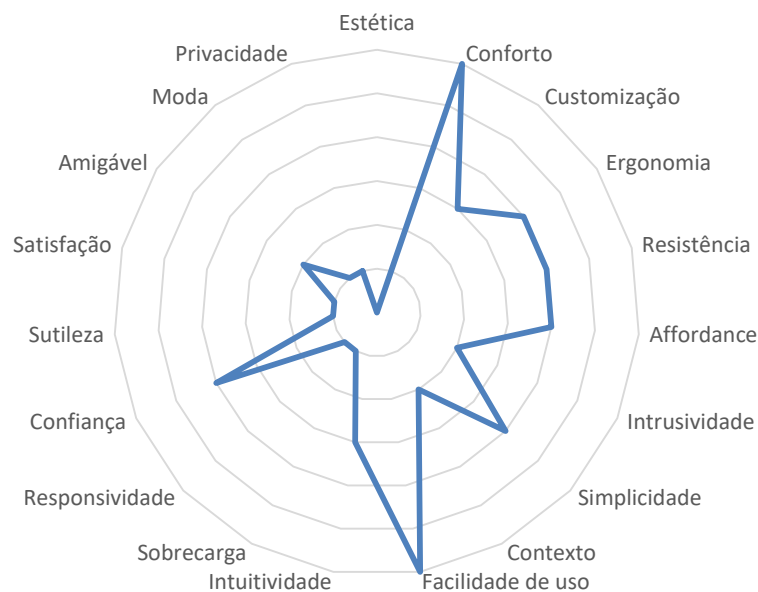 Estética
Conforto
Customização
Ergonomia
Resistência
Affordance
Intrusividade
Simplicidade
Contexto
Facilidade de uso
Intuitividade
Sobrecarga
Responsividade
Confiança
Sutileza
Satisfação
Amigável
Moda
Privacidade